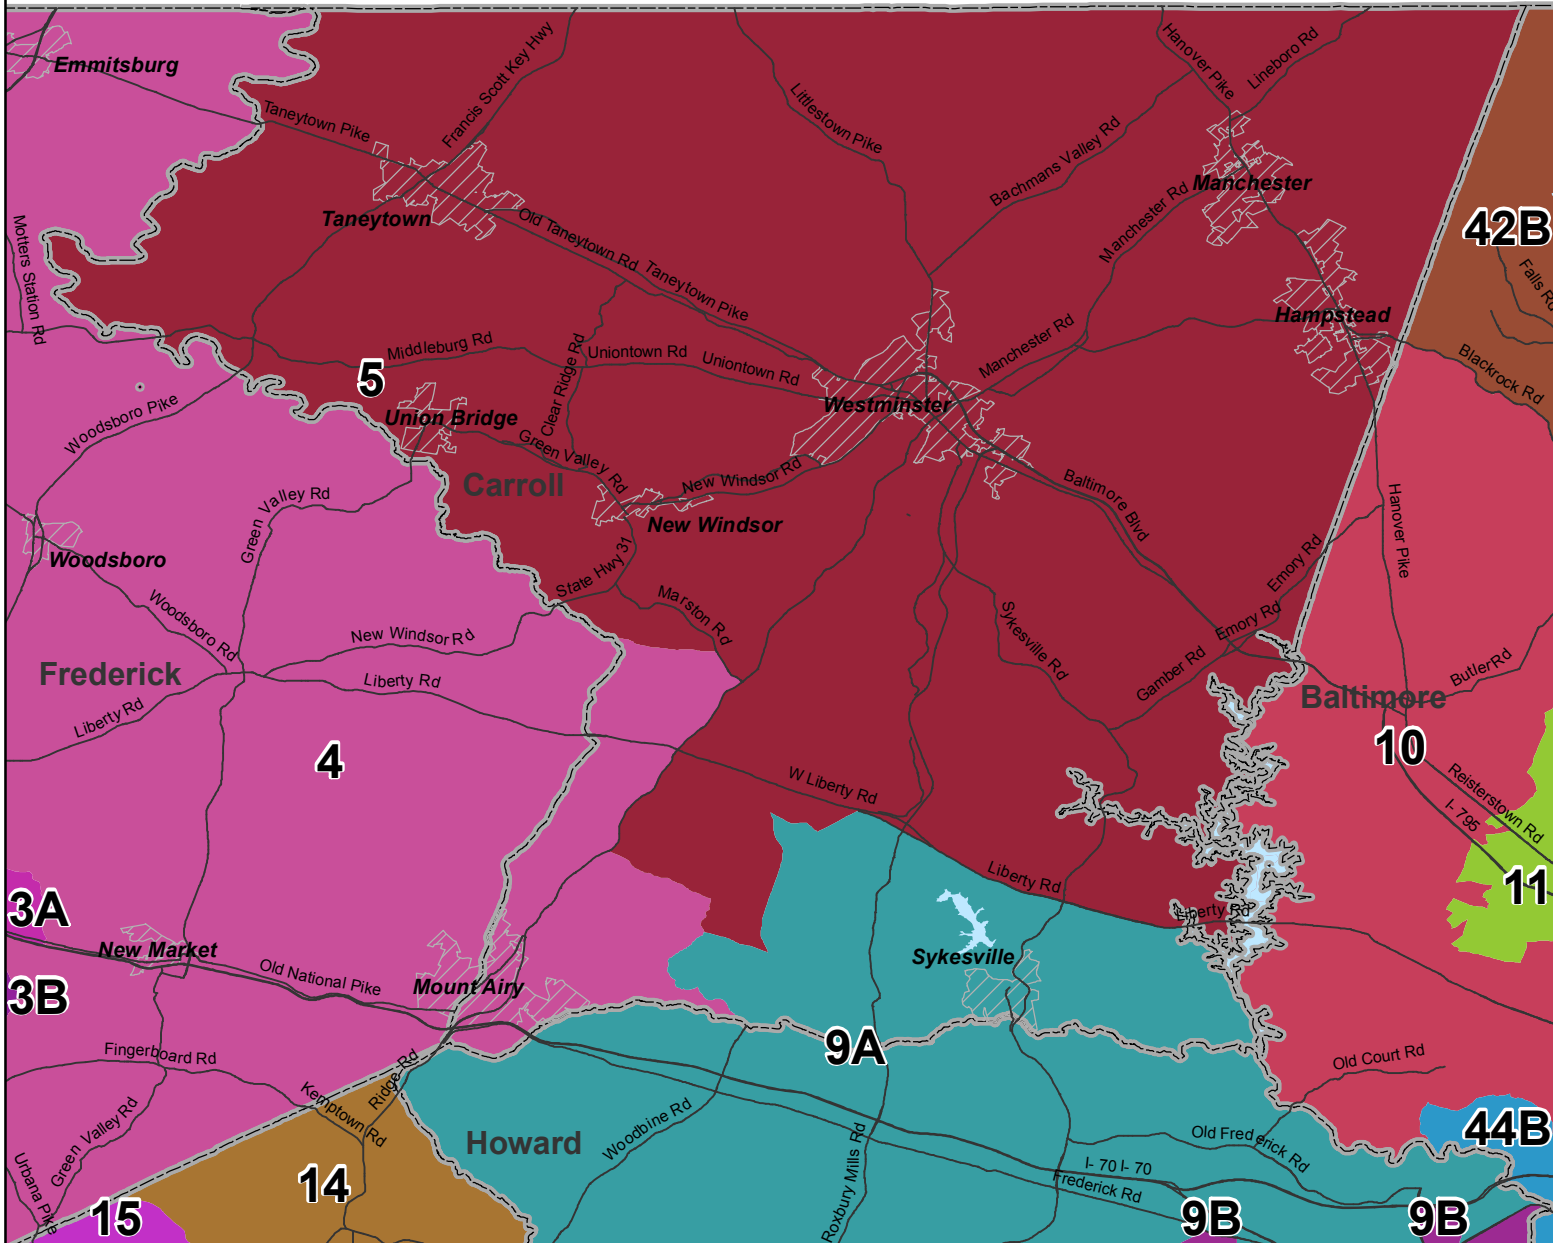 Emmitsburg
Taneytown Pike
Francis Scott Key Hwy
Littlestown Pike
Hanover Pike
Lineboro Rd
Bachmans Valley Rd
Manchester
Manchester Rd
42B
Falls Rd
Taneytown
Old Taneytown Rd
Taneytown Pike
Motters Station Rd
Hampstead
Middleburg Rd
Uniontown Rd
Uniontown Rd
Manchester Rd
Blackrock Rd
5
Clear Ridge Rd
Westminster
Union Bridge
Woodsboro Pike
Green Valley Rd
Carroll
New Windsor Rd
Baltimore Blvd
New Windsor
Green Valley Rd
Hanover Pike
Woodsboro
State Hwy 31
Emory Rd
Woodsboro Rd
Marston Rd
Sykesville Rd
Emory Rd
New Windsor Rd
Gamber Rd
Butler Rd
Frederick
Liberty Rd
Baltimore
Liberty Rd
10
4
W Liberty Rd
Reisterstown Rd
I- 795
Liberty Rd
11
3A
Liberty Rd
New Market
Sykesville
Old National Pike
Mount Airy
3B
9A
Fingerboard Rd
Old Court Rd
Ridge Rd
Kemptown Rd
Green Valley Rd
Howard
Woodbine Rd
44B
Old Frederick Rd
I- 70 I- 70
Frederick Rd
Roxbury Mills Rd
Urbana Pike
14
15
9B
9B